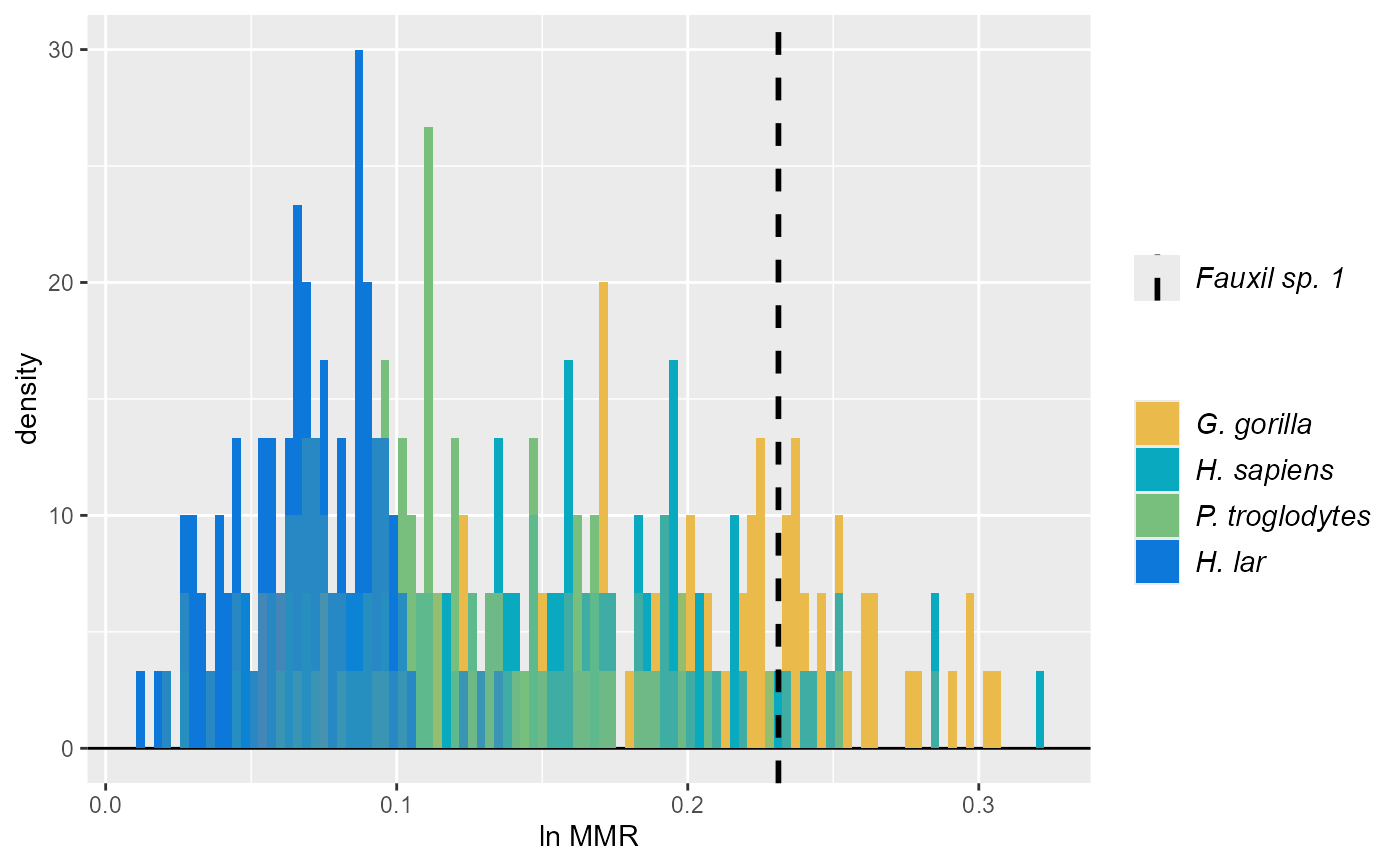 30
20
10
0
density
0.0
0.1
0.2
0.3
ln MMR
Fauxil sp. 1
G. gorilla
H. sapiens
P. troglodytes
H. lar